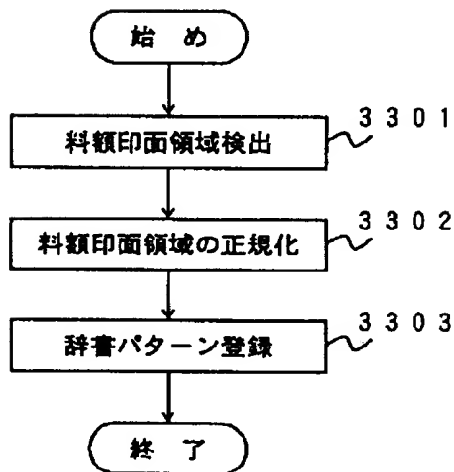 始 め
料額印面領域検出
3301
料額印面領域の正規化
3302
辞書パターン登録
3303
終 了